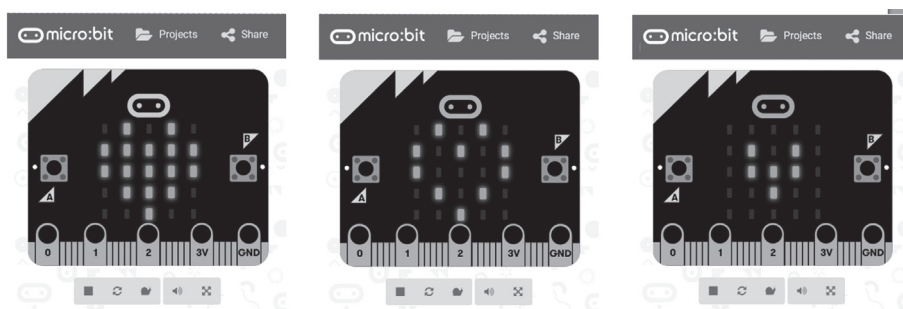 micro:bit Projects Share
B
A
0 1 2 3V GND
micro:bit Projects Share
B
A
0 1 2 3V GND
micro:bit Projects Share
B
A
0 1 2 3V GND